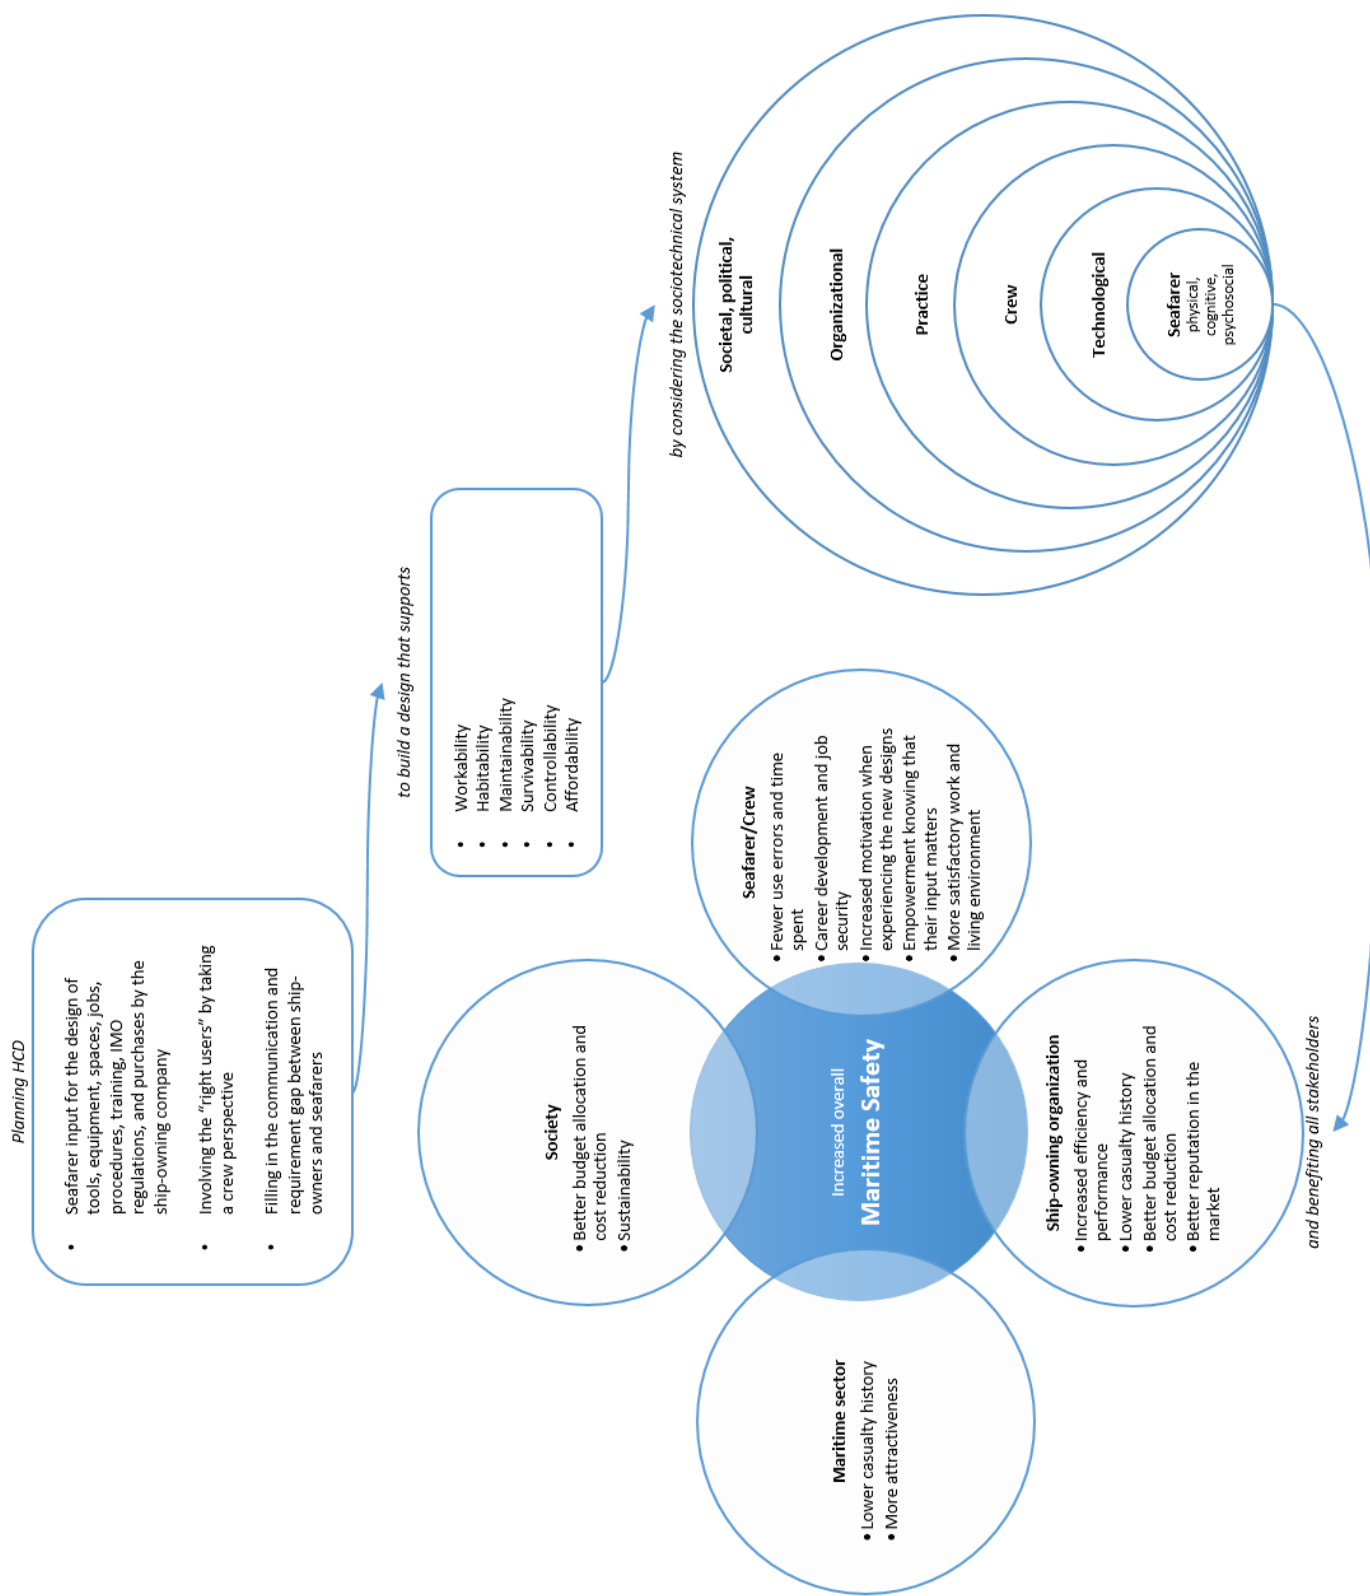 Planning HCD
• Seafarer input for the design of
tools, equipment, spaces, jobs,
procedures, training, IMO
regulations, and purchases by the
ship-owning company
• Involving the “right users” by taking
a crew perspective
• Filling in the communication and
requirement gap between ship-
owners and seafarers
to build a design that supports
• Workability
• Habitability
• Maintainability
• Survivability
• Controllability
• Affordability
by considering the sociotechnical system
Societal, political,
cultural
Organizational
Practice
Crew
Technological
Seafarer
physical,
cognitive,
psychosocial
and benefiting all stakeholders
Society
• Better budget allocation and
cost reduction
• Sustainability
Maritime sector
• Lower casualty history
• More attractiveness
Increased overall
Maritime Safety
Seafarer/Crew
• Fewer use errors and time
spent
• Career development and job
security
• Increased motivation when
experiencing the new designs
• Empowerment knowing that
their input matters
• More satisfactory work and
living environment
Ship-owning organization
• Increased efficiency and
performance
• Lower casualty history
• Better budget allocation and
cost reduction
• Better reputation in the
market